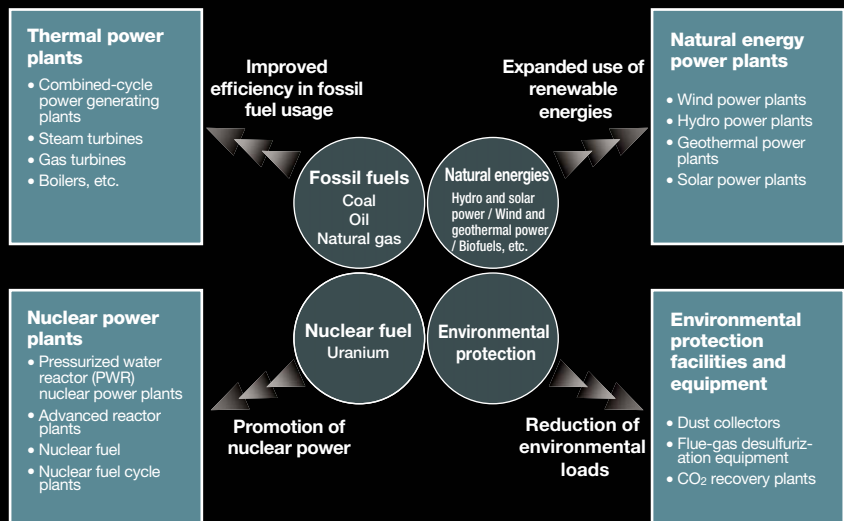 Thermal power
plants
• Combined-cycle
power generating
plants
• Steam turbines
• Gas turbines
• Boilers, etc.
Improved
efficiency in fossil
fuel usage
Expanded use of
renewable
energies
Natural energy
power plants
• Wind power plants
• Hydro power plants
• Geothermal power
plants
• Solar power plants
Fossil fuels
Coal
Oil
Natural gas
Natural energies
Hydro and solar
power / Wind and
geothermal power
/ Biofuels, etc.
Nuclear power
plants
• Pressurized water
reactor (PWR)
nuclear power plants
• Advanced reactor
plants
• Nuclear fuel
• Nuclear fuel cycle
plants
Nuclear fuel
Uranium
Environmental
protection
Promotion of
nuclear power
Reduction of
environmental
loads
Environmental
protection
facilities and
equipment
• Dust collectors
• Flue-gas desulfuriz-
ation equipment
• CO2 recovery plants